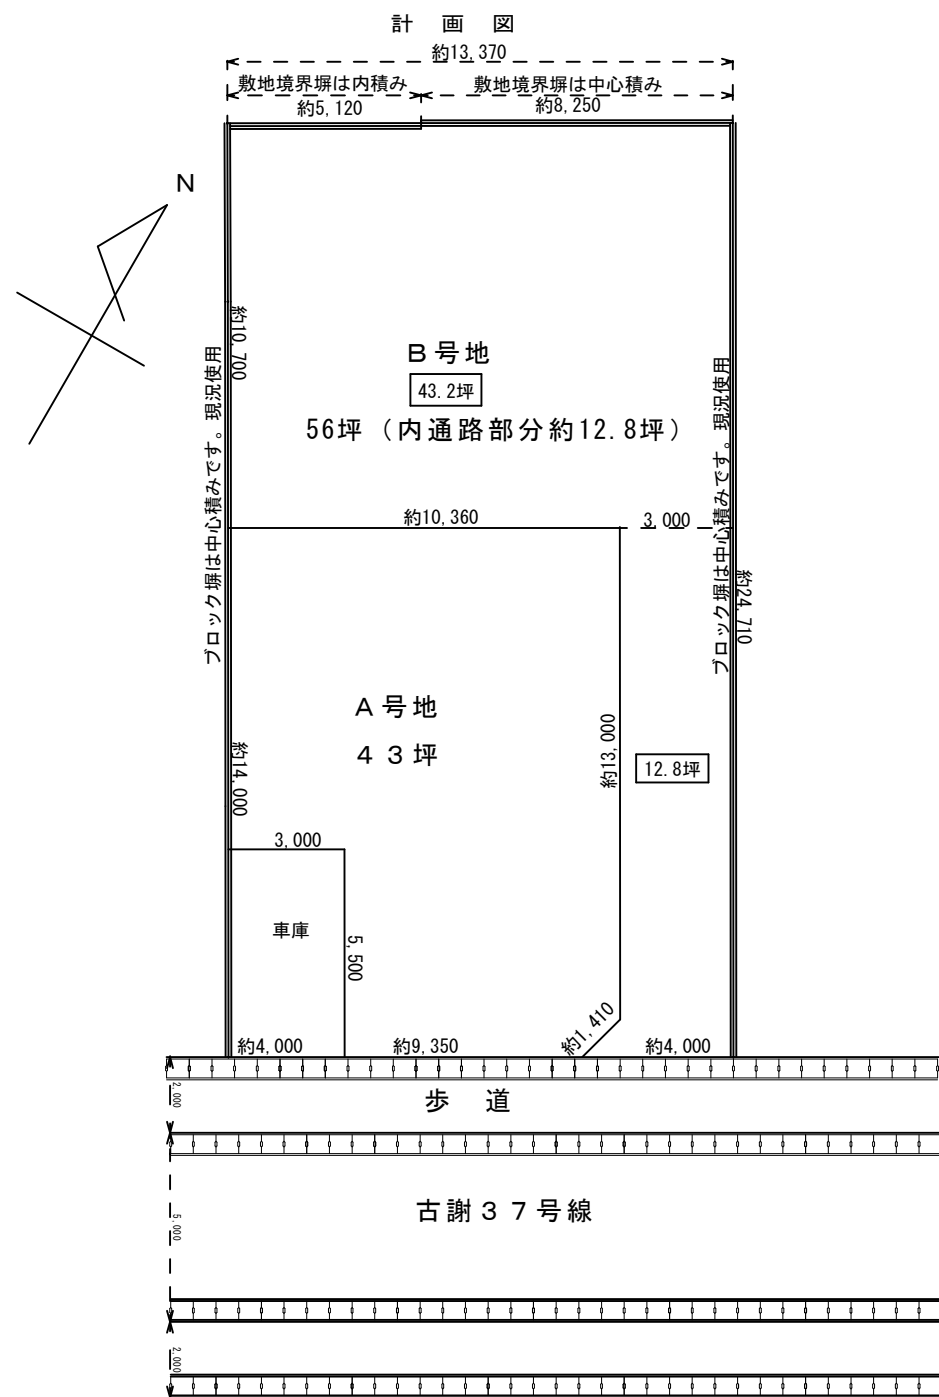 計　画　図
約13,370
敷地境界塀は内積み
敷地境界塀は中心積み
約5,120
約8,250
N
約10,700
ブロック塀は中心積みです。現況使用
B号地
43.2坪
56坪（内通路部分約12.8坪）
ブロック塀は中心積みです。現況使用
約10,360
3,000
約24,710
A号地
４３坪
約14,000
約13,000
12.8坪
3,000
車庫
5,500
約4,000
約9,350
約1,410
約4,000
2,000
歩　道
5,000
古謝３７号線
2,000